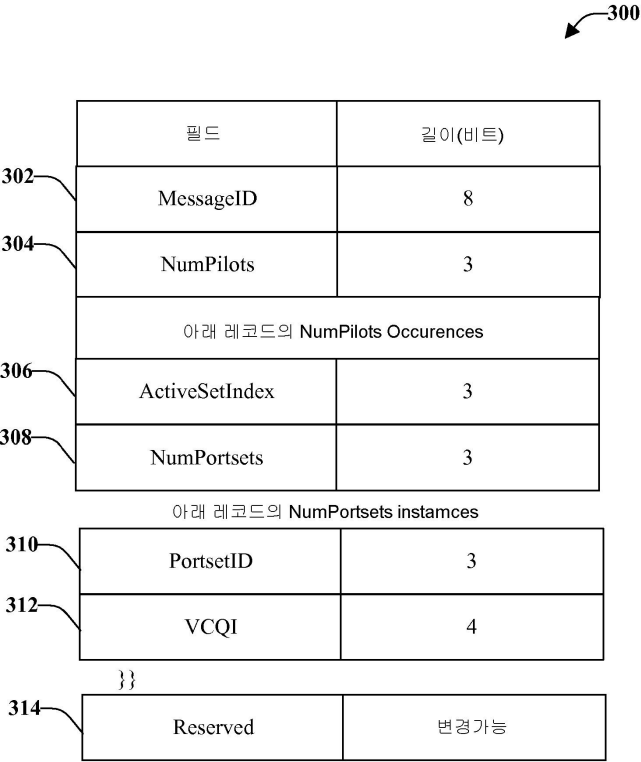 300
필드 길이(비트)
302 MessageID 8
304 NumPilots 3
아래 레코드의 NumPilots Occurences
306 ActiveSetIndex 3
308 NumPortsets 3
아래 레코드의 NumPortsets instamces
310 PortsetID 3
312 VCQI 4
}}
314 Reserved 변경가능